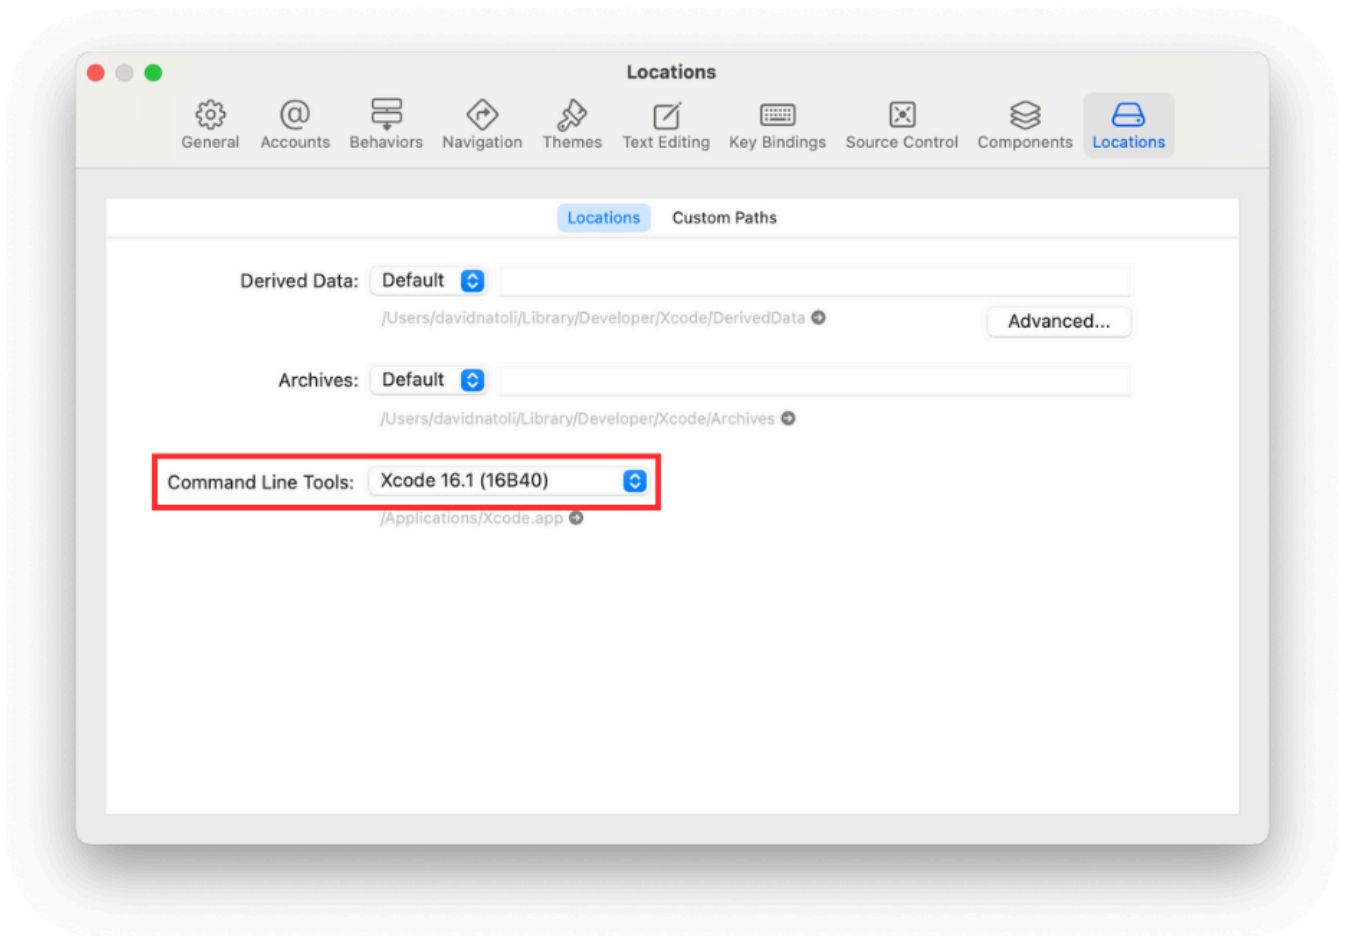 Locations
General Accounts Behaviors Navigation Themes Text Editing Key Bindings Source Control Components Locations
Locations Custom Paths
Derived Data: Default
/Users/davidnatoli/Library/Developer/Xcode/DerivedData
Advanced...
Archives: Default
/Users/davidnatoli/Library/Developer/Xcode/Archives
Command Line Tools: Xcode 16.1 (16B40)
/Applications/Xcode.app